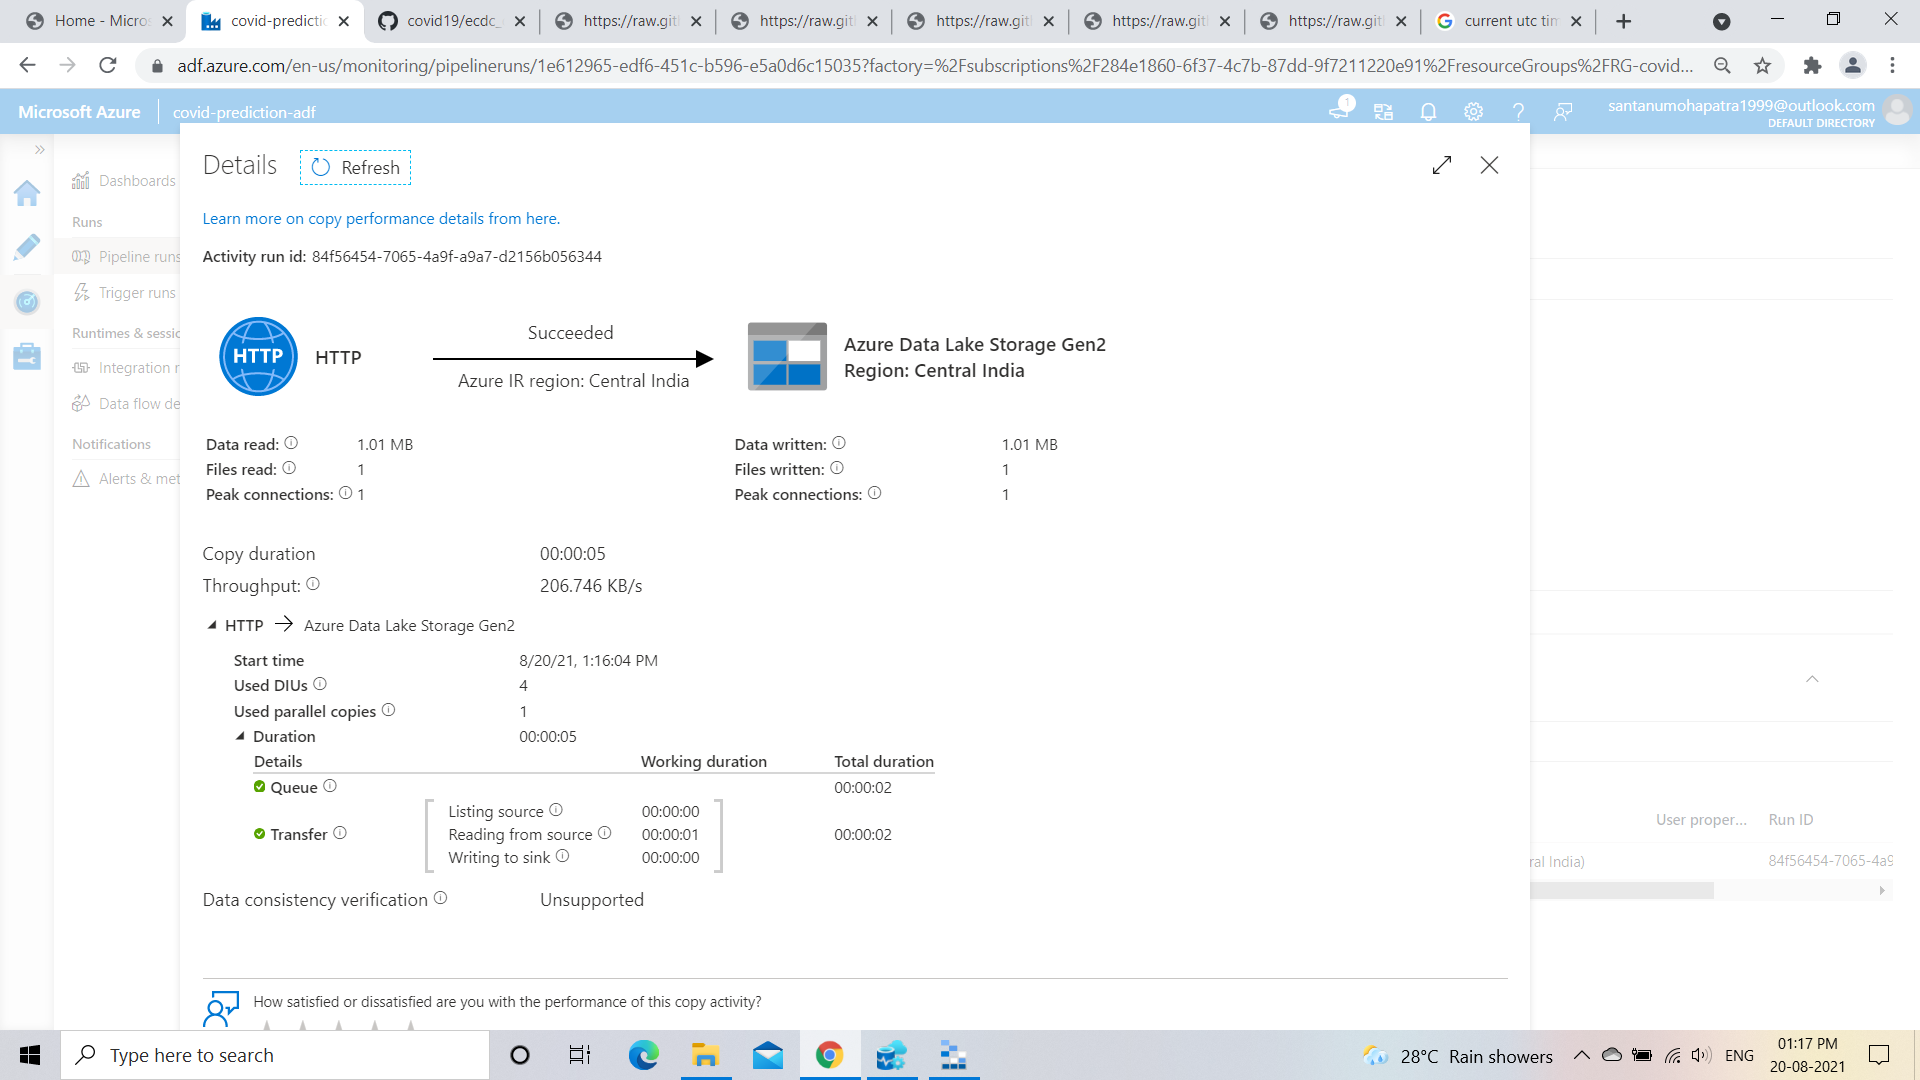 Home - Micros
covid-predictic
covid19/ecdc_
https://raw.git
https://raw.git
https://raw.git
https://raw.git
https://raw.git
current utc tim
adf.azure.com/en-us/monitoring/pipelineruns/1e612965-edf6-451c-b596-e5a0d6c15035?factory=%2Fsubscriptions%2F284e1860-6f37-4c7b-87dd-9f7211220e91%2FresourceGroups%2FRG-covid...
Microsoft Azure
covid-prediction-adf
1
santanumohapatra1999@outlook.com
DEFAULT DIRECTORY
Dashboards
Runs
Pipeline runs
Trigger runs
Runtimes & sessic
Integration r
Data flow de
Notifications
Alerts & met
Details
Refresh
Learn more on copy performance details from here.
Activity run id: 84f56454-7065-4a9f-a9a7-d2156b056344
HTTP
HTTP
Succeeded
Azure IR region: Central India
Azure Data Lake Storage Gen2
Region: Central India
Data read: 1.01 MB
Files read: 1
Peak connections: 1
Data written: 1.01 MB
Files written: 1
Peak connections: 1
Copy duration 00:00:05
Throughput: 206.746 KB/s
HTTP → Azure Data Lake Storage Gen2
Start time 8/20/21, 1:16:04 PM
Used DIUs 4
Used parallel copies 1
Duration 00:00:05
Details Working duration Total duration
Queue 00:00:02
Listing source 00:00:00
Transfer Reading from source 00:00:01 00:00:02
Writing to sink 00:00:00
Data consistency verification Unsupported
User proper... Run ID
ral India) 84f56454-7065-4a9
How satisfied or dissatisfied are you with the performance of this copy activity?
Type here to search
28°C Rain showers
ENG
01:17 PM
20-08-2021